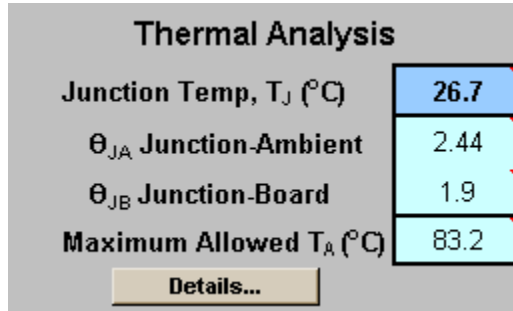 Thermal Analysis
Junction Temp, TJ (°C) 26.7
ΘJA Junction-Ambient 2.44
ΘJB Junction-Board 1.9
Maximum Allowed TA (°C) 83.2
Details...